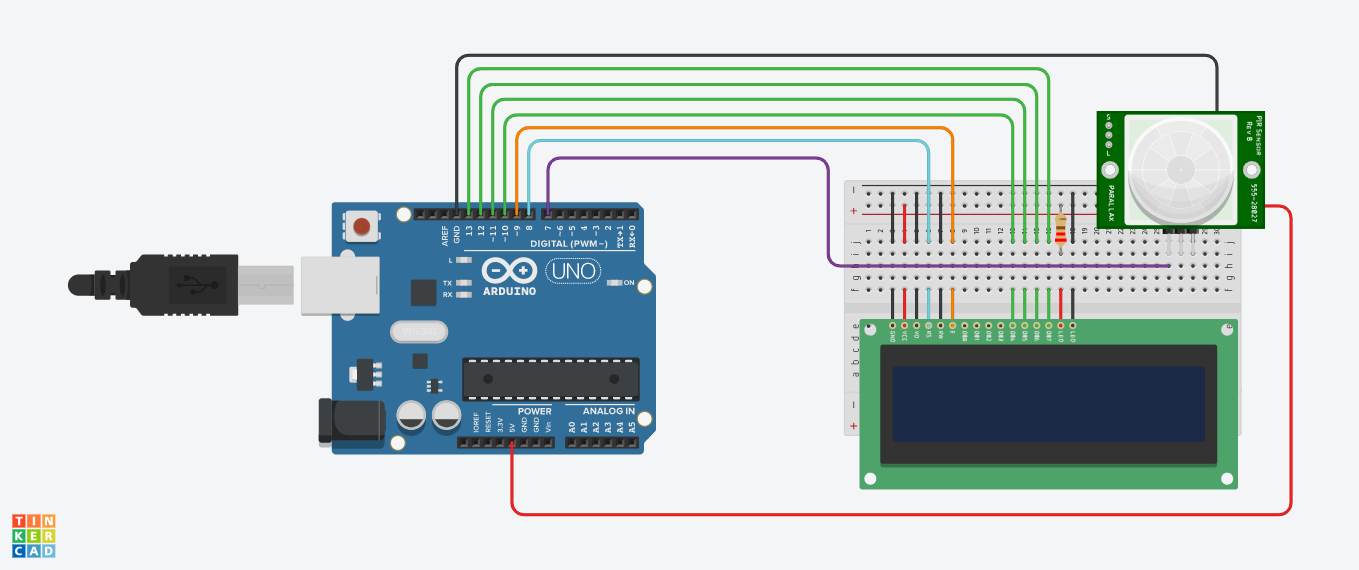 S
L
PIR Sensor
Rev B
555-28027
PARALLAX
AREF
GND
13
12
~11
~10
~9
8
7
~6
~5
4
~3
2
TX→1
RX←0
DIGITAL (PWM~)
L
TX
RX
ARDUINO
UNO
ON
IOREF
RESET
3.3V
5V
GND
GND
Vin
POWER
ANALOG IN
A0
A1
A2
A3
A4
A5
GND
VCC
V0
RS
RW
E
DB0
DB1
DB2
DB3
DB4
DB5
DB6
DB7
LED
LED
j
i
h
g
f
e
d
c
b
a
TIN
KER
CAD